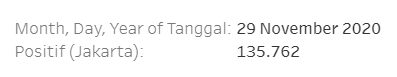 Month, Day, Year of Tanggal: 29 November 2020
Positif (Jakarta): 135.762